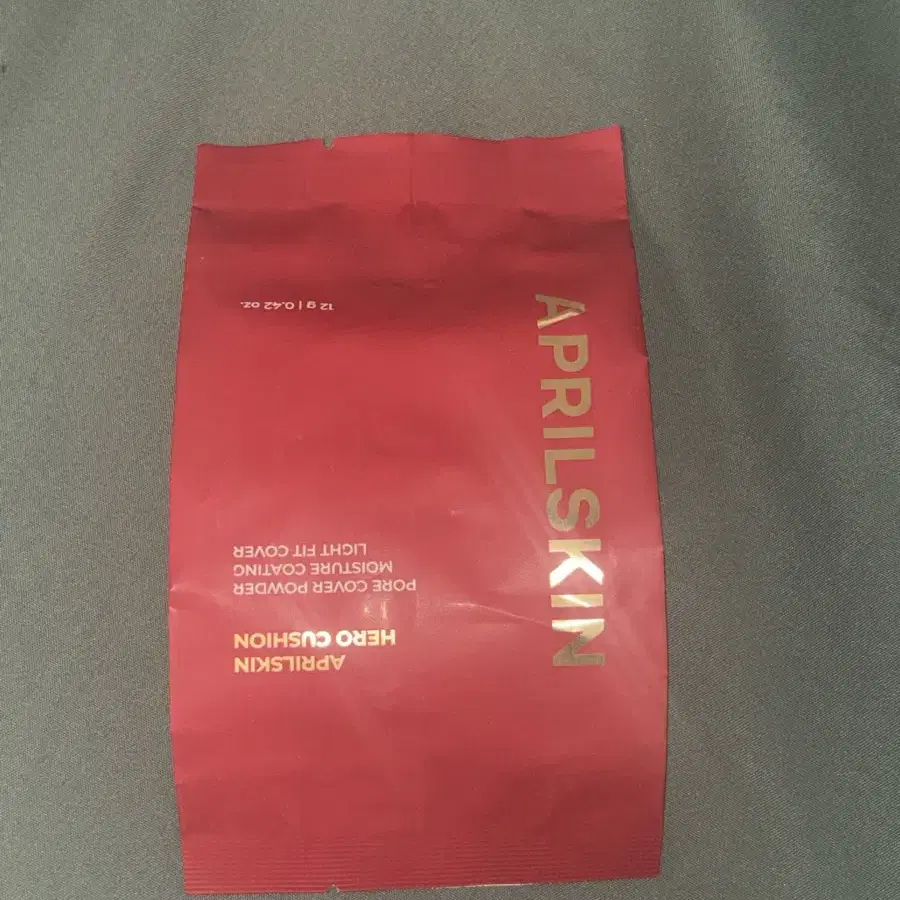 APRILSKIN
APRILSKIN
HERO CUSHION
PORE COVER POWDER
MOISTURE COATING
LIGHT FIT COVER
12 g | 0.42 oz.